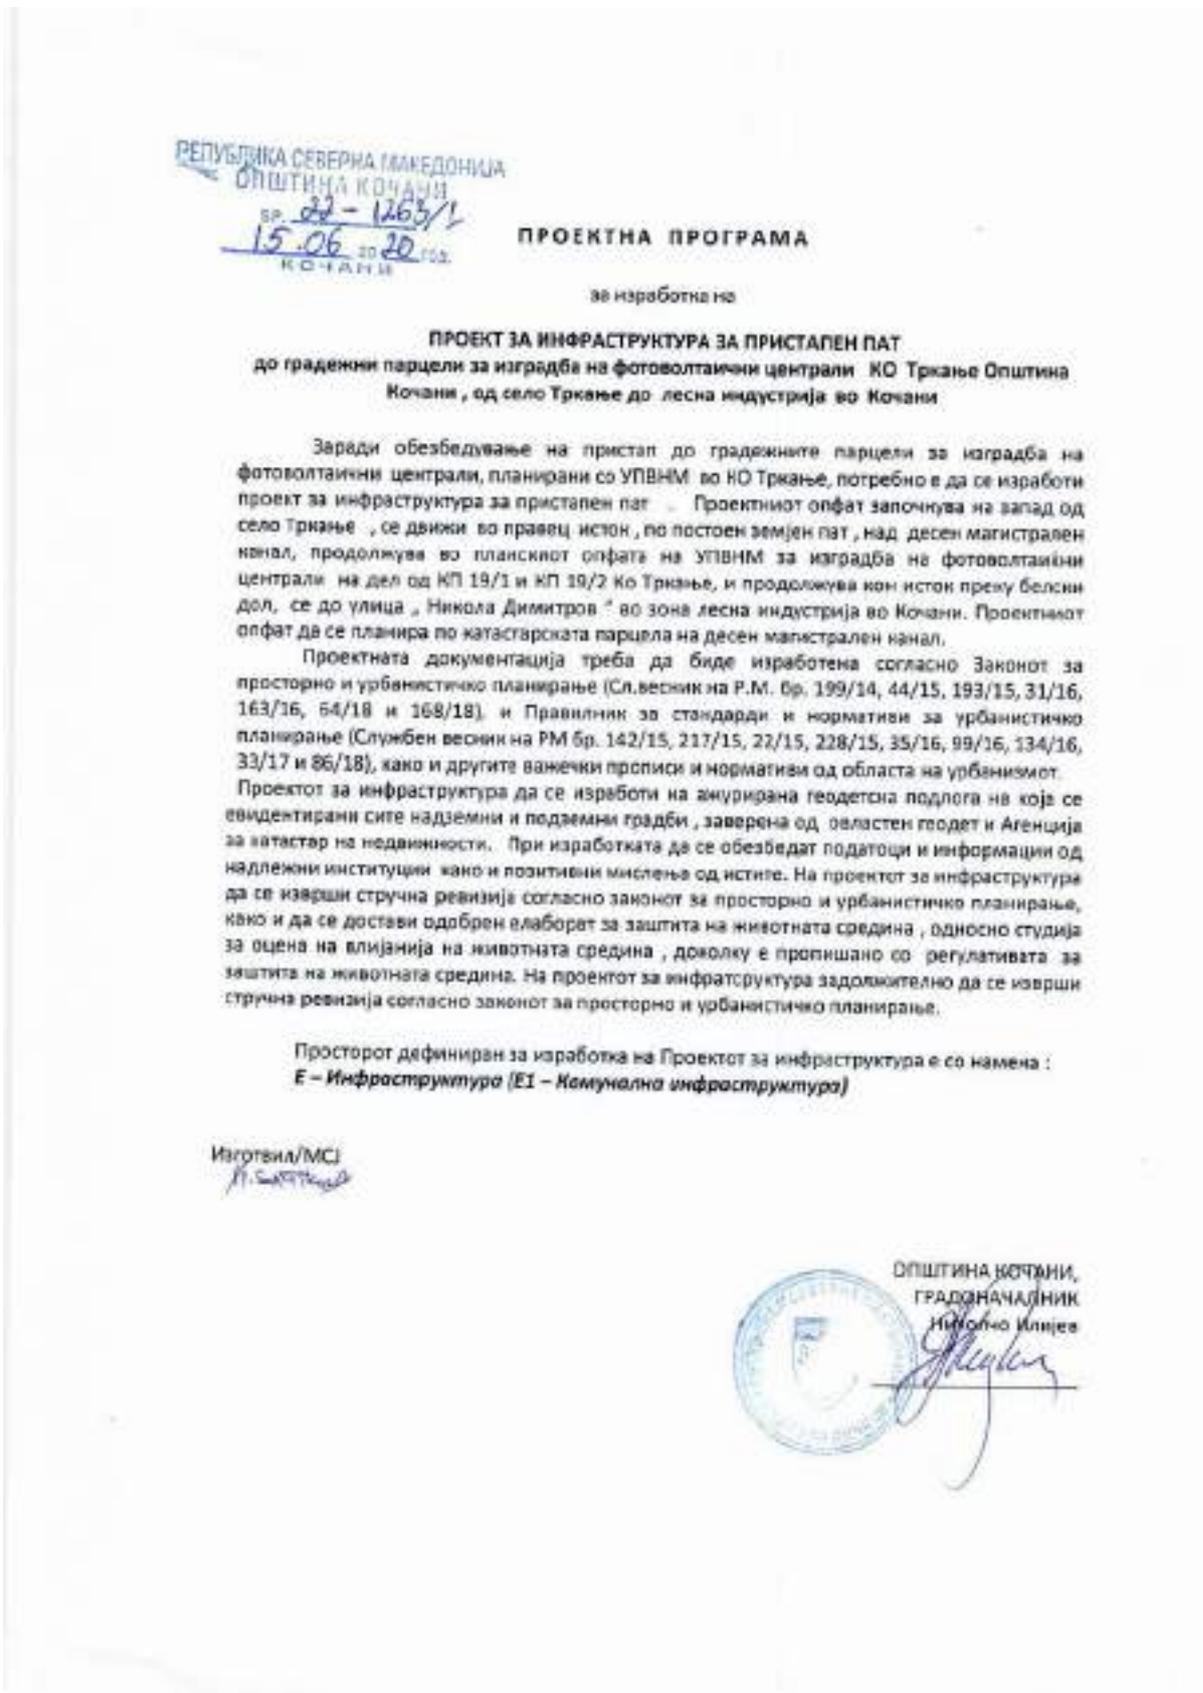 РЕПУБЛИКА СЕВЕРНА МАКЕДОНИЈА
ОПШТИНА КОЧАНИ
БР. 22-1263/1
15.06 20 20 ГОД.
КОЧАНИ
ПРОЕКТНА ПРОГРАМА
за изработка на
ПРОЕКТ ЗА ИНФРАСТРУКТУРА ЗА ПРИСТАПЕН ПАТ
до градежни парцели за изградба на фотоволтаични централи КО Тркање Општина
Кочани , од село Тркање до лесна индустрија во Кочани
Заради обезбедување на пристап до градежните парцели за изградба на
фотоволтаични централи, планирани со УПВНМ во КО Тркање, потребно е да се изработи
проект за инфраструктура за пристапен пат . Проектниот опфат започнува на запад од
село Тркање , се движи во правец исток , по постоен земјен пат , над десен магистрален
канал, продолжува во планскиот опфата на УПВНМ за изградба на фотоволтаични
централи на дел од КП 19/1 и КП 19/2 Ко Тркање, и продолжува кон исток преку белски
дол, се до улица „ Никола Димитров “ во зона лесна индустрија во Кочани. Проектниот
опфат да се планира по катастарската парцела на десен магистрален канал.
Проектната документација треба да биде изработена согласно Законот за
просторно и урбанистичко планирање (Сл.весник на Р.М. бр. 199/14, 44/15, 193/15, 31/16,
163/16, 64/18 и 168/18), и Правилник за стандарди и нормативи за урбанистичко
планирање (Службен весник на РМ бр. 142/15, 217/15, 22/15, 228/15, 35/16, 99/16, 134/16,
33/17 и 86/18), како и другите важечки прописи и нормативи од областа на урбанизмот.
Проектот за инфраструктура да се изработи на ажурирана геодетска подлога на која се
евидентирани сите надземни и подземни градби , заверена од овластен геодет и Агенција
за катастар на недвижности. При изработката да се обезбедат податоци и информации од
надлежни институции како и позитивни мислења од истите. На проектот за инфраструктура
да се изврши стручна ревизија согласно законот за просторно и урбанистичко планирање,
како и да се достави одобрен елаборат за заштита на животната средина , односно студија
за оцена на влијанија на животната средина , доколку е пропишано со регулативата за
заштита на животната средина. На проектот за инфратсруктура задолжително да се изврши
стручна ревизија согласно законот за просторно и урбанистичко планирање.
Просторот дефиниран за изработка на Проектот за инфраструктура е со намена :
Е – Инфраструктура (Е1 – Комунална инфраструктура)
Изготвил/МСЈ
ОПШТИНА КОЧАНИ,
ГРАДОНАЧАЛНИК
Николчо Илијев